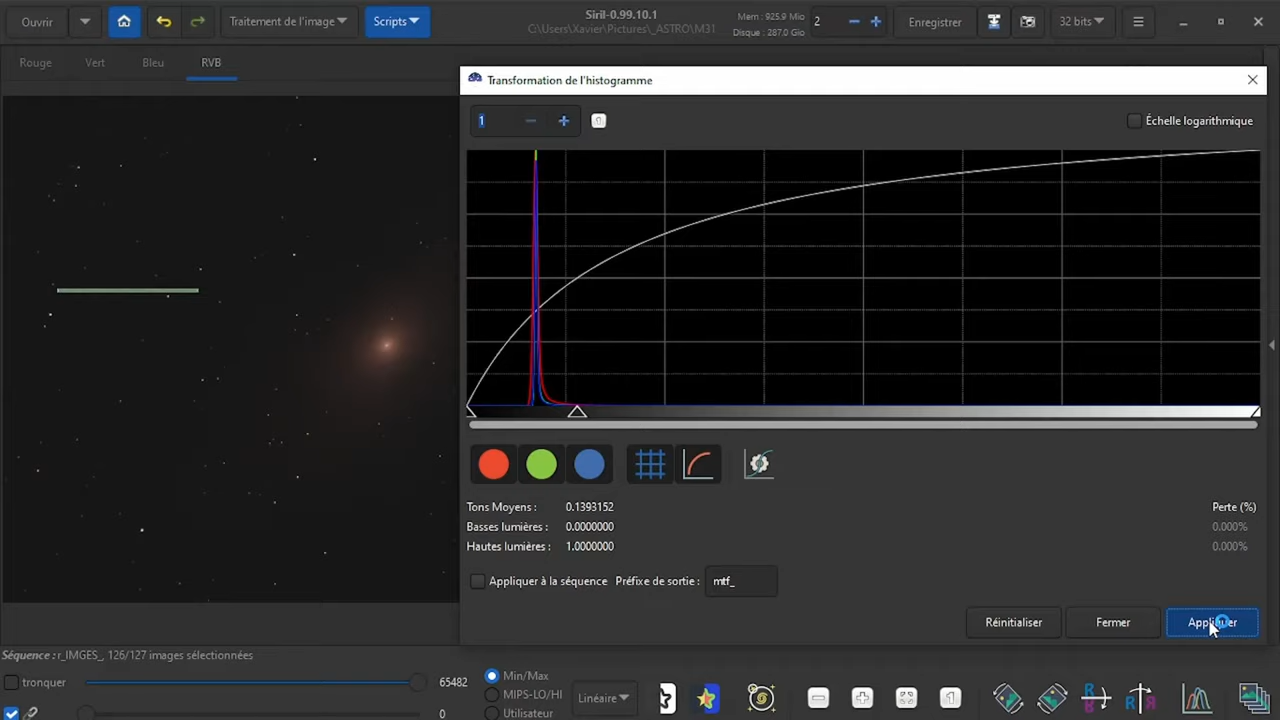 Ouvrir
Traitement de l'image
Scripts
Siril-0.99.10.1
C:\Users\Xavier\Pictures\_ASTRO\M31
Mem : 925.9 Mio
Disque : 287.0 Gio
2
Enregistrer
32 bits
Rouge
Vert
Bleu
RVB
Transformation de l'histogramme
1
Échelle logarithmique
Tons Moyens : 0.1393152
Perte (%)
Basses lumières : 0.0000000
0.000%
Hautes lumières : 1.0000000
0.000%
Appliquer à la séquence
Préfixe de sortie :
mtf_
Réinitialiser
Fermer
Appliquer
Séquence : r_IMGES_, 126/127 images sélectionnées
tronquer
65482
0
Min/Max
MIPS-LO/HI
Utilisateur
Linéaire